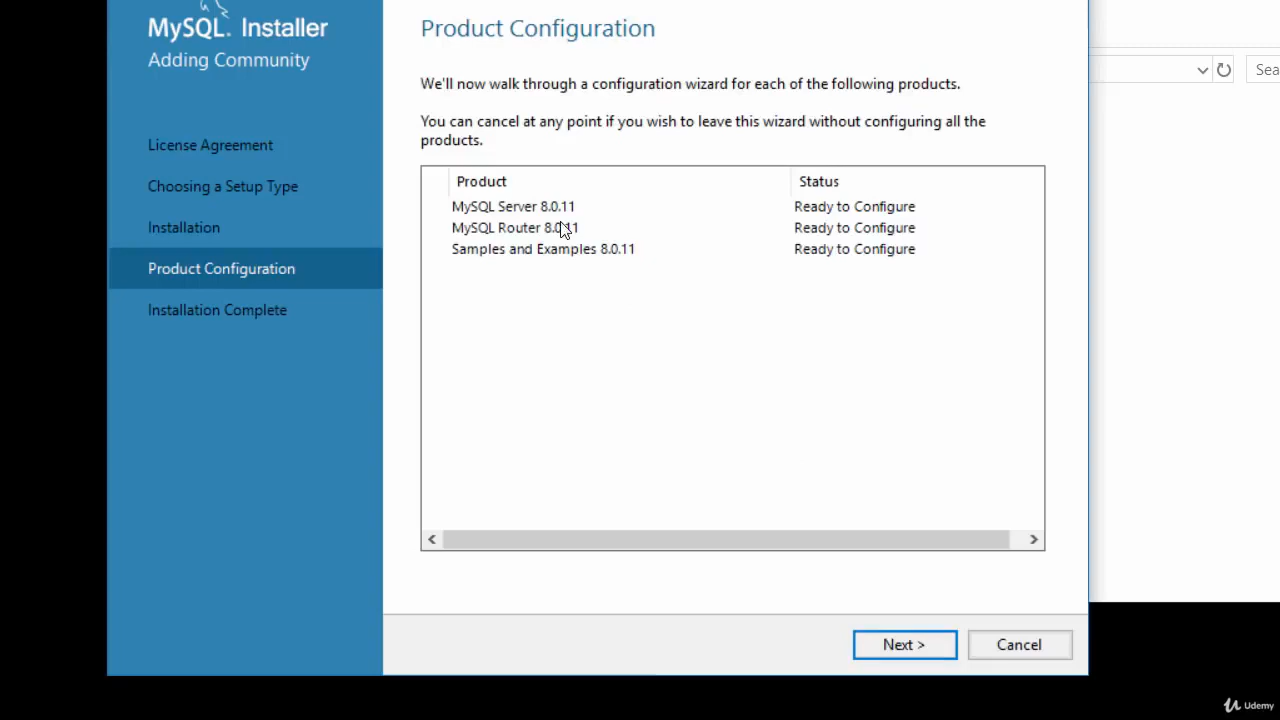 MySQL. Installer
Adding Community
License Agreement
Choosing a Setup Type
Installation
Product Configuration
Installation Complete
Product Configuration
We'll now walk through a configuration wizard for each of the following products.
You can cancel at any point if you wish to leave this wizard without configuring all the
products.
Product Status
MySQL Server 8.0.11 Ready to Configure
MySQL Router 8.0.11 Ready to Configure
Samples and Examples 8.0.11 Ready to Configure
Next > Cancel
Sea
Udemy